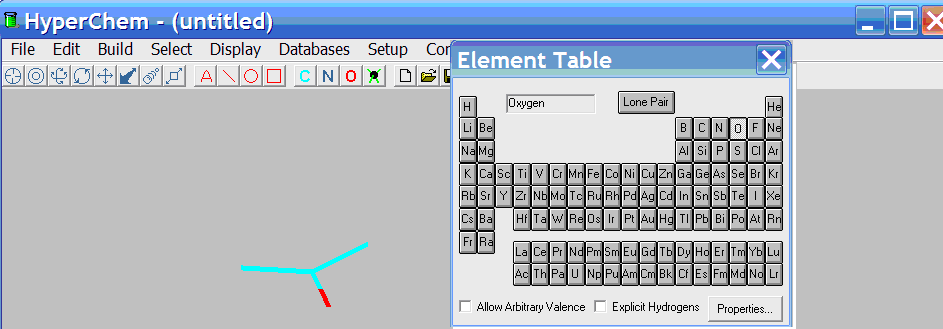 HyperChem - (untitled)
File Edit Build Select Display Databases Setup
A C N O
Element Table
Oxygen Lone Pair
H He
Li Be B C N O F Ne
Na Mg Al Si P S Cl Ar
K Ca Sc Ti V Cr Mn Fe Co Ni Cu Zn Ga Ge As Se Br Kr
Rb Sr Y Zr Nb Mo Tc Ru Rh Pd Ag Cd In Sn Sb Te I Xe
Cs Ba Hf Ta W Re Os Ir Pt Au Hg Tl Pb Bi Po At Rn
Fr Ra
La Ce Pr Nd Pm Sm Eu Gd Tb Dy Ho Er Tm Yb Lu
Ac Th Pa U Np Pu Am Cm Bk Cf Es Fm Md No Lr
Allow Arbitrary Valence Explicit Hydrogens Properties...